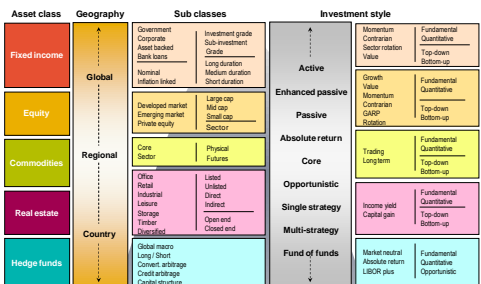 Asset class
Geography
Sub classes
Investment style
Fixed income
Equity
Commodities
Real estate
Hedge funds
Global
Regional
Country
Government
Corporate
Asset backed
Bank loans
Nominal
Inflation linked
Investment grade
Sub-investment
Grade
Long duration
Medium duration
Short duration
Developed market
Emerging market
Private equity
Large cap
Mid cap
Small cap
Sector
Core
Sector
Physical
Futures
Office
Retail
Industrial
Leisure
Storage
Timber
Diversified
Listed
Unlisted
Direct
Indirect
Open end
Closed end
Global macro
Long / Short
Convert. arbitrage
Credit arbitrage
Capital structure
Active
Enhanced passive
Passive
Absolute return
Core
Opportunistic
Single strategy
Multi-strategy
Fund of funds
Momentum
Contrarian
Sector rotation
Value
Fundamental
Quantitative
Top-down
Bottom-up
Growth
Value
Momentum
Contrarian
GARP
Rotation
Fundamental
Quantitative
Top-down
Bottom-up
Trading
Long term
Fundamental
Quantitative
Top-down
Bottom-up
Income yield
Capital gain
Fundamental
Quantitative
Top-down
Bottom-up
Market neutral
Absolute return
LIBOR plus
Fundamental
Quantitative
Opportunistic